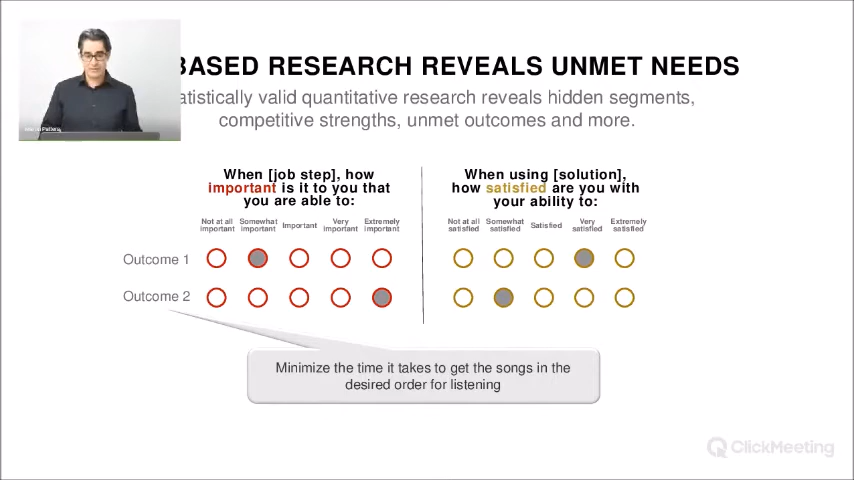 BASED RESEARCH REVEALS UNMET NEEDS
atistically valid quantitative research reveals hidden segments,
competitive strengths, unmet outcomes and more.
When [job step], how
important is it to you that
you are able to:
Not at all important
Somewhat important
Important
Very important
Extremely important
When using [solution],
how satisfied are you with
your ability to:
Not at all satisfied
Somewhat satisfied
Satisfied
Very satisfied
Extremely satisfied
Outcome 1
Outcome 2
Minimize the time it takes to get the songs in the
desired order for listening
ClickMeeting